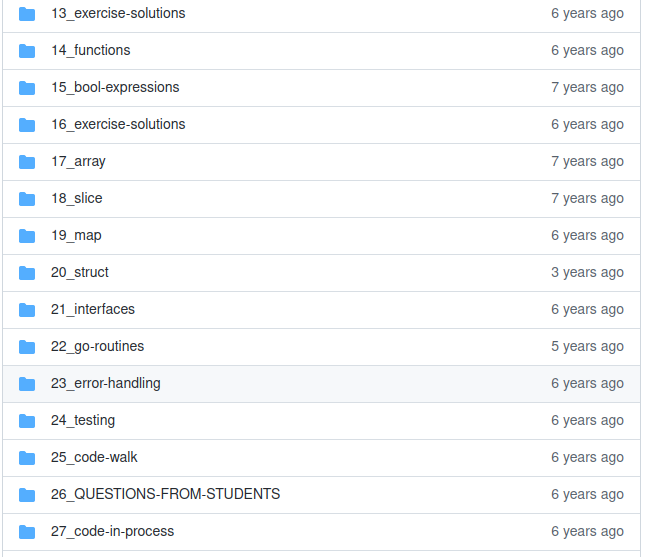 13_exercise-solutions 6 years ago
14_functions 6 years ago
15_bool-expressions 7 years ago
16_exercise-solutions 6 years ago
17_array 7 years ago
18_slice 7 years ago
19_map 6 years ago
20_struct 3 years ago
21_interfaces 6 years ago
22_go-routines 5 years ago
23_error-handling 6 years ago
24_testing 6 years ago
25_code-walk 6 years ago
26_QUESTIONS-FROM-STUDENTS 6 years ago
27_code-in-process 6 years ago